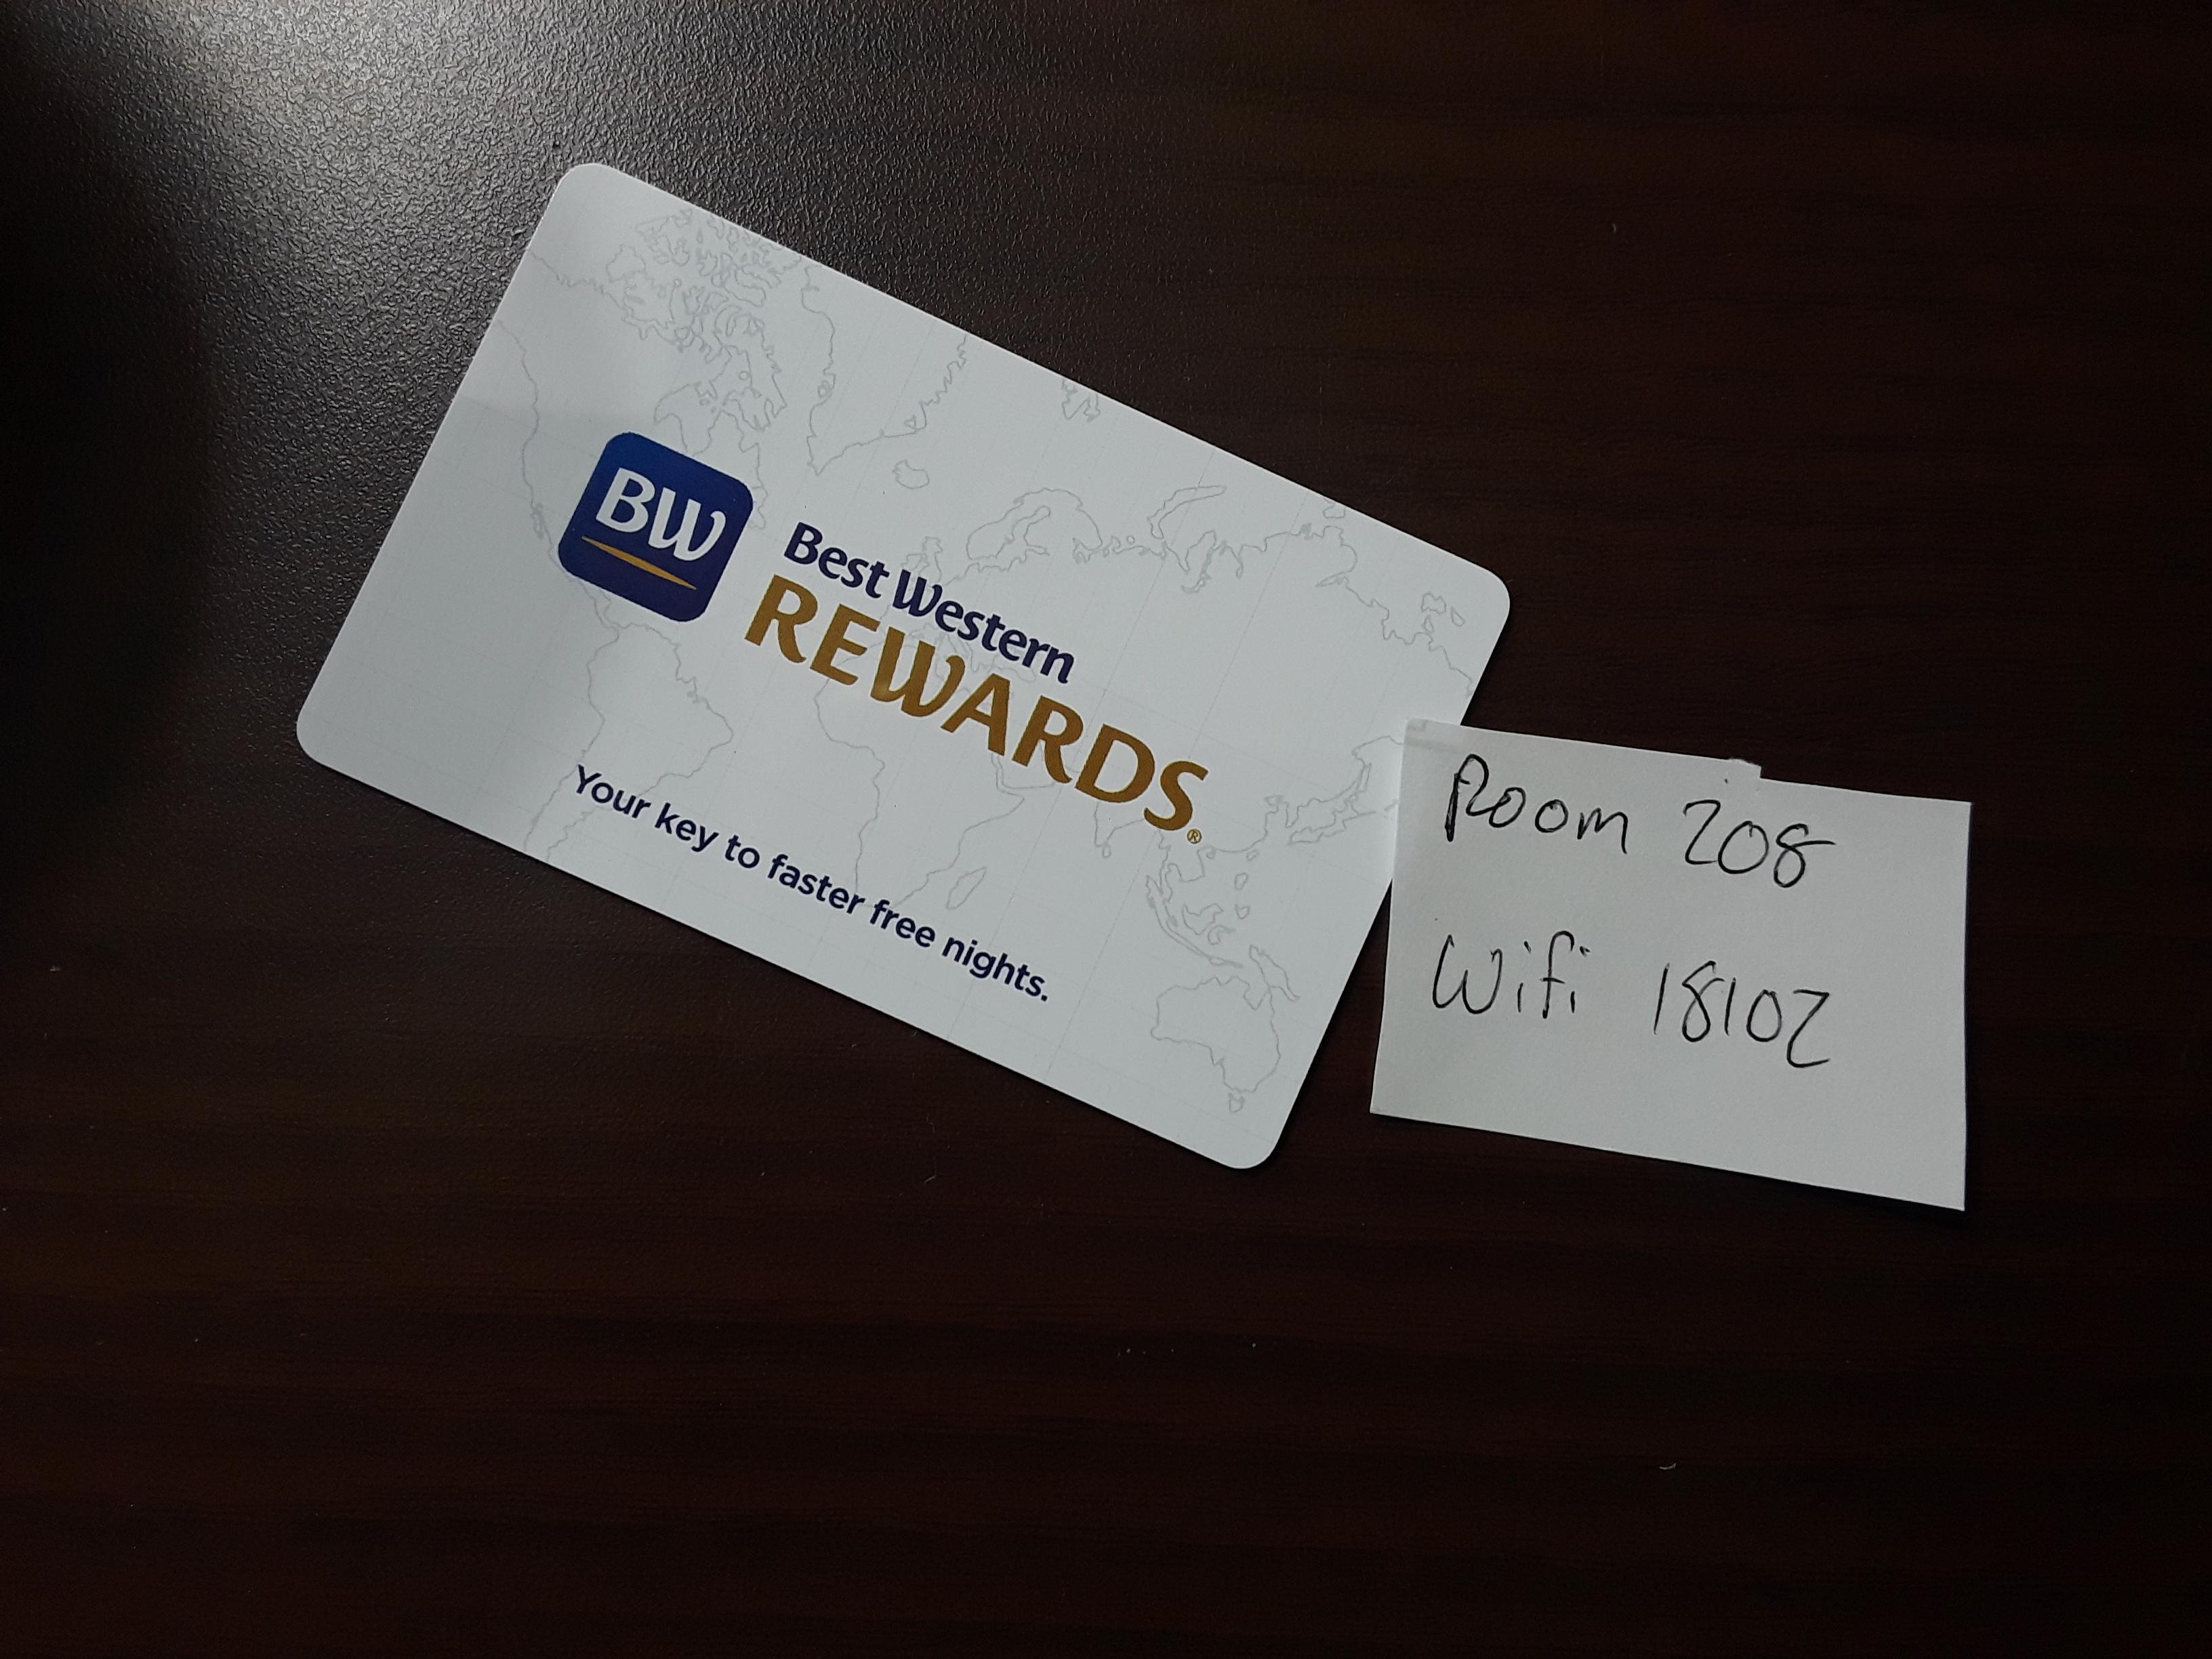 BW
Best Western
REWARDS®
Your key to faster free nights.
Room 208
Wifi 18102